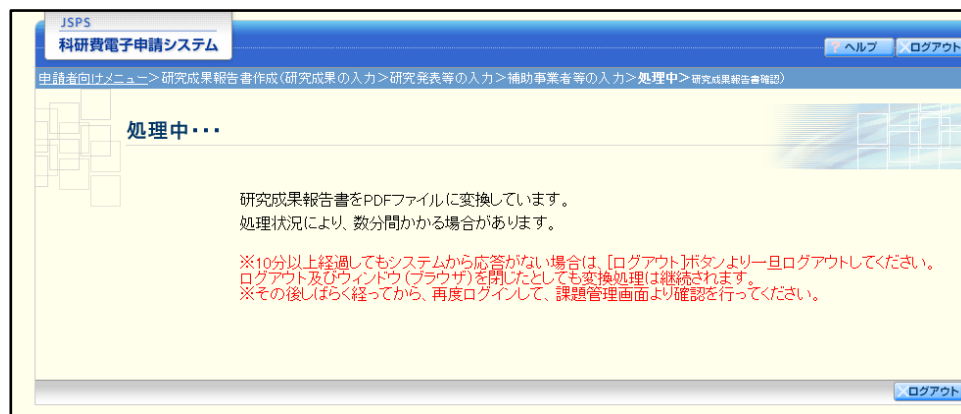 JSPS
科研費電子申請システム
? ヘルプ
ログアウト
申請者向けメニュー>研究成果報告書作成(研究成果の入力>研究発表等の入力>補助事業者等の入力>処理中>研究成果報告書確認)
処理中・・・
研究成果報告書をPDFファイルに変換しています。
処理状況により、数分間かかる場合があります。
※10分以上経過してもシステムから応答がない場合は、[ログアウト]ボタンより一旦ログアウトしてください。
ログアウト及びウィンドウ(ブラウザ)を閉じたとしても変換処理は継続されます。
※その後しばらく経ってから、再度ログインして、課題管理画面より確認を行ってください。
ログアウト